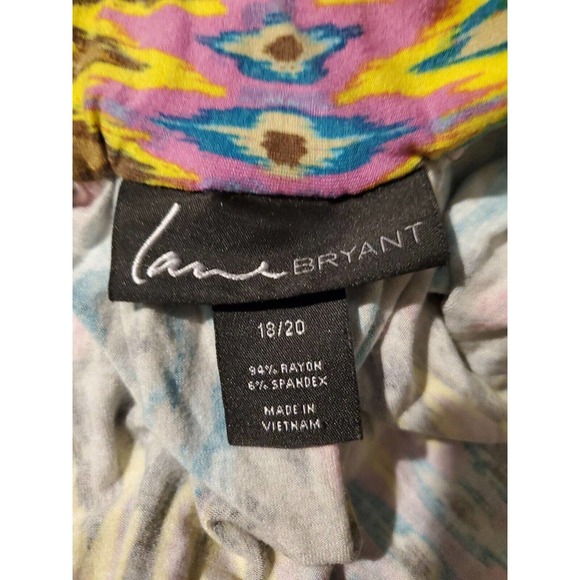 lane BRYANT
18/20
94% RAYON
6% SPANDEX
MADE IN
VIETNAM